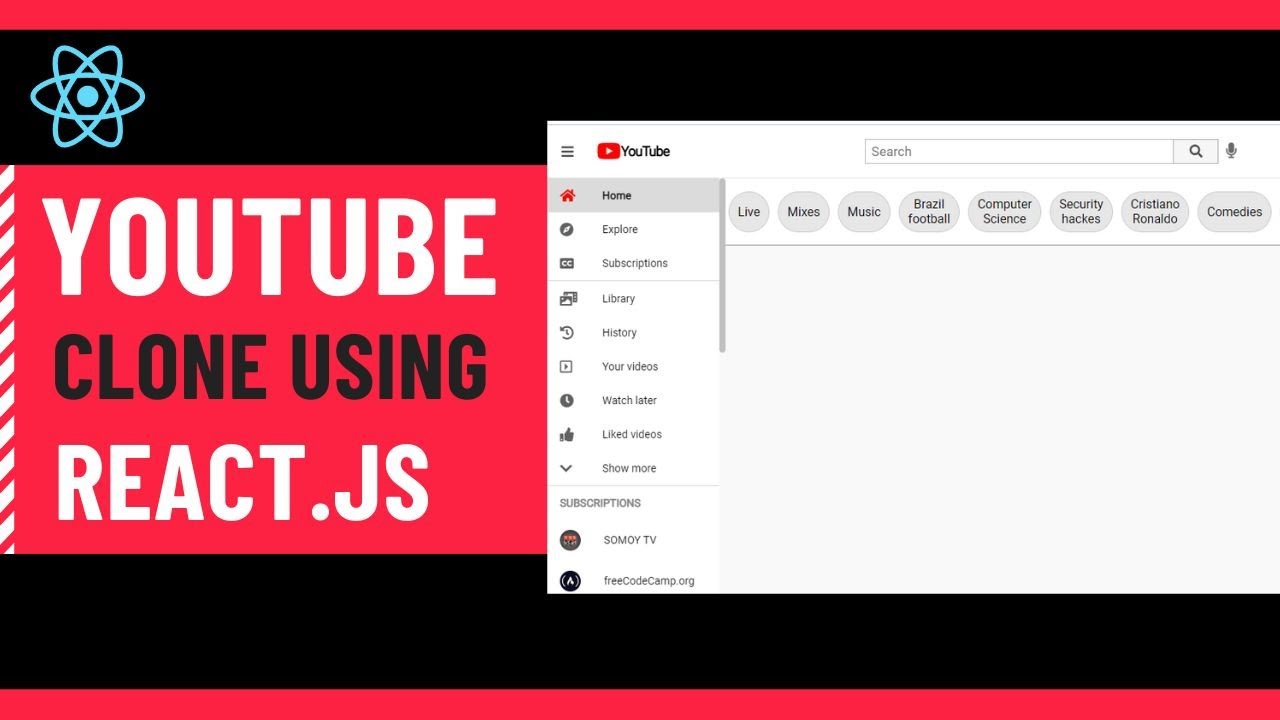 YOUTUBE
CLONE USING
REACT.JS
YouTube
Search
Home
Explore
Subscriptions
Library
History
Your videos
Watch later
Liked videos
Show more
SUBSCRIPTIONS
SOMOY TV
freeCodeCamp.org
Live
Mixes
Music
Brazil
football
Computer
Science
Security
hackes
Cristiano
Ronaldo
Comedies